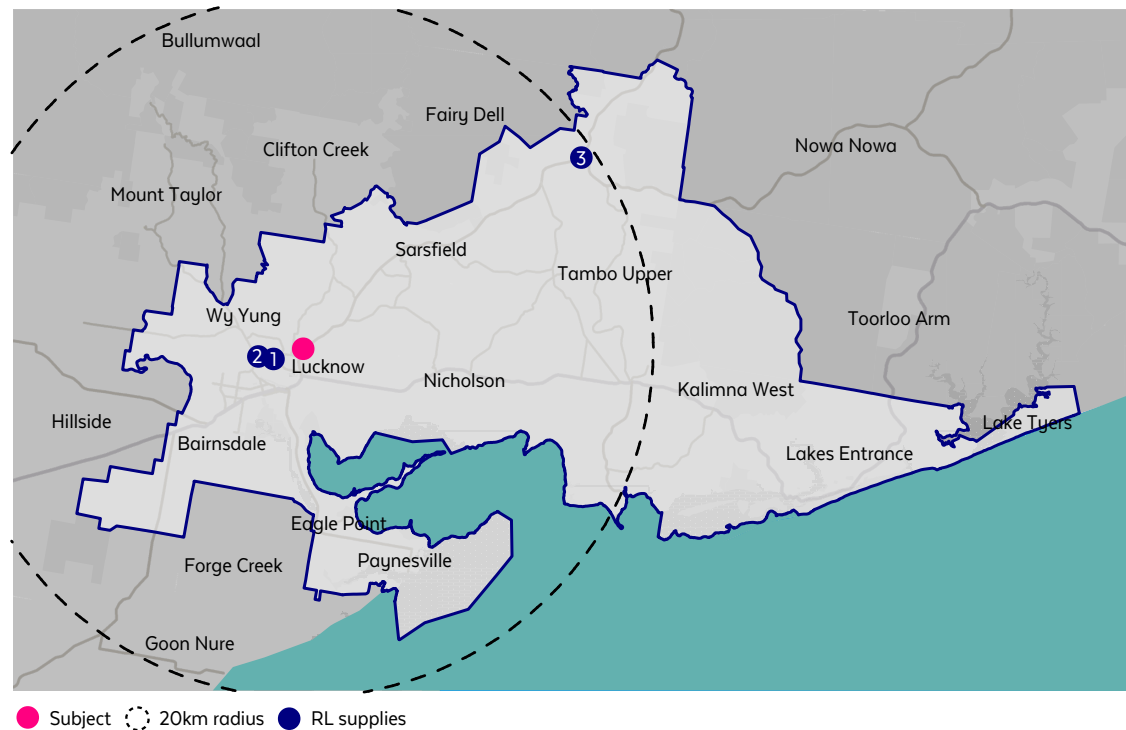 Bullumwaal
Fairy Dell
Clifton Creek
Nowa Nowa
3
Mount Taylor
Sarsfield
Tambo Upper
Wy Yung
Toorloo Arm
2
1
Lucknow
Nicholson
Kalimna West
Hillside
Lake Tyers
Bairnsdale
Lakes Entrance
Eagle Point
Forge Creek
Paynesville
Goon Nure
Subject
20km radius
RL supplies